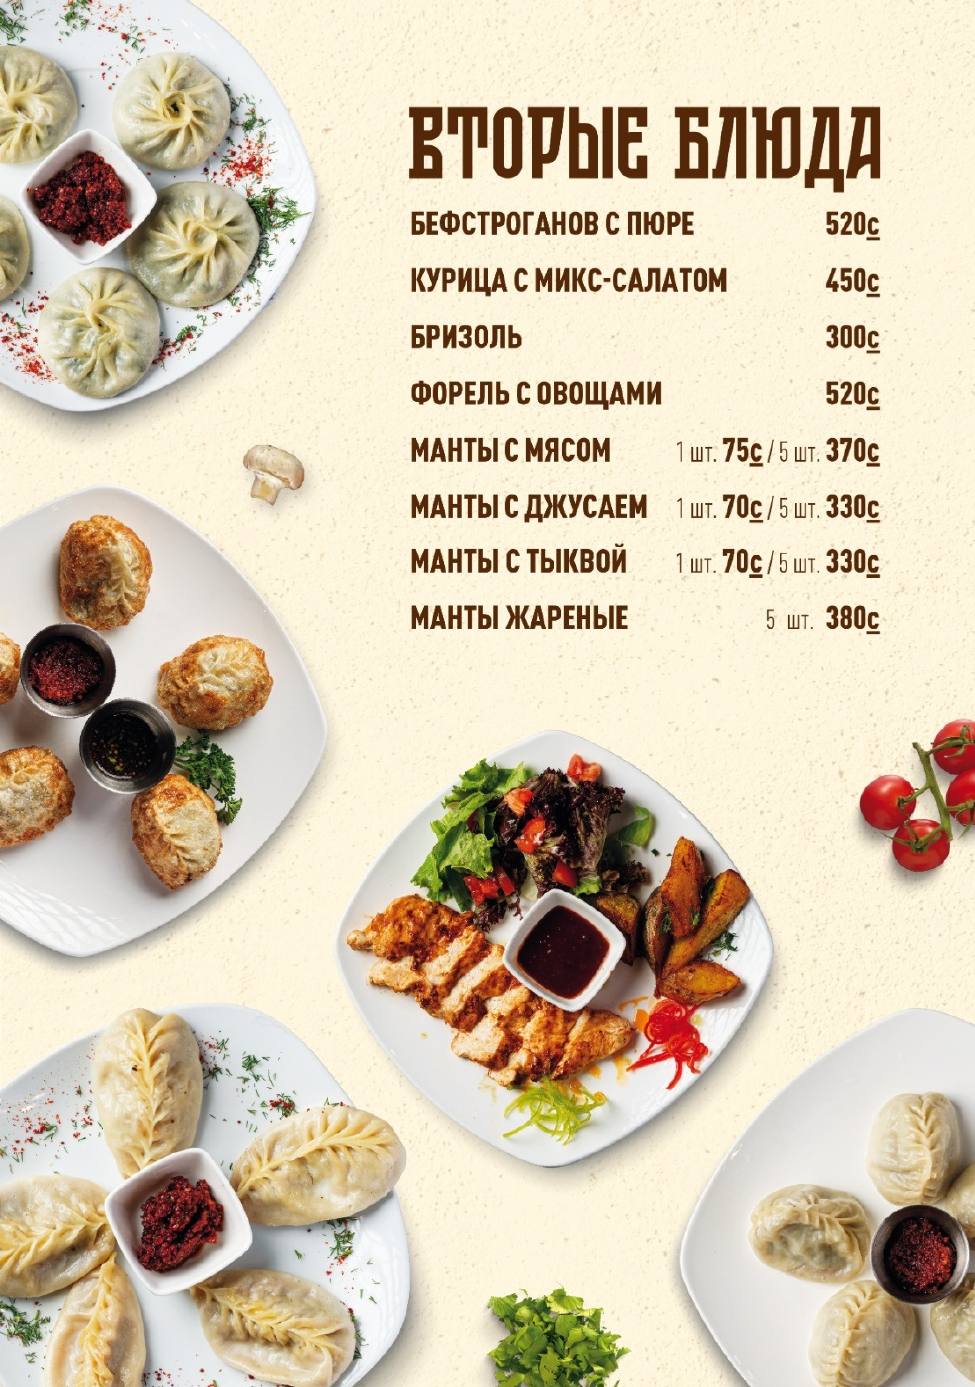 ВТОРЫЕ БЛЮДА
БЕФСТРОГАНОВ С ПЮРЕ 520с
КУРИЦА С МИКС-САЛАТОМ 450с
БРИЗОЛЬ 300с
ФОРЕЛЬ С ОВОЩАМИ 520с
МАНТЫ С МЯСОМ 1 шт. 75с / 5 шт. 370с
МАНТЫ С ДЖУСАЕМ 1 шт. 70с / 5 шт. 330с
МАНТЫ С ТЫКВОЙ 1 шт. 70с / 5 шт. 330с
МАНТЫ ЖАРЕНЫЕ 5 шт. 380с